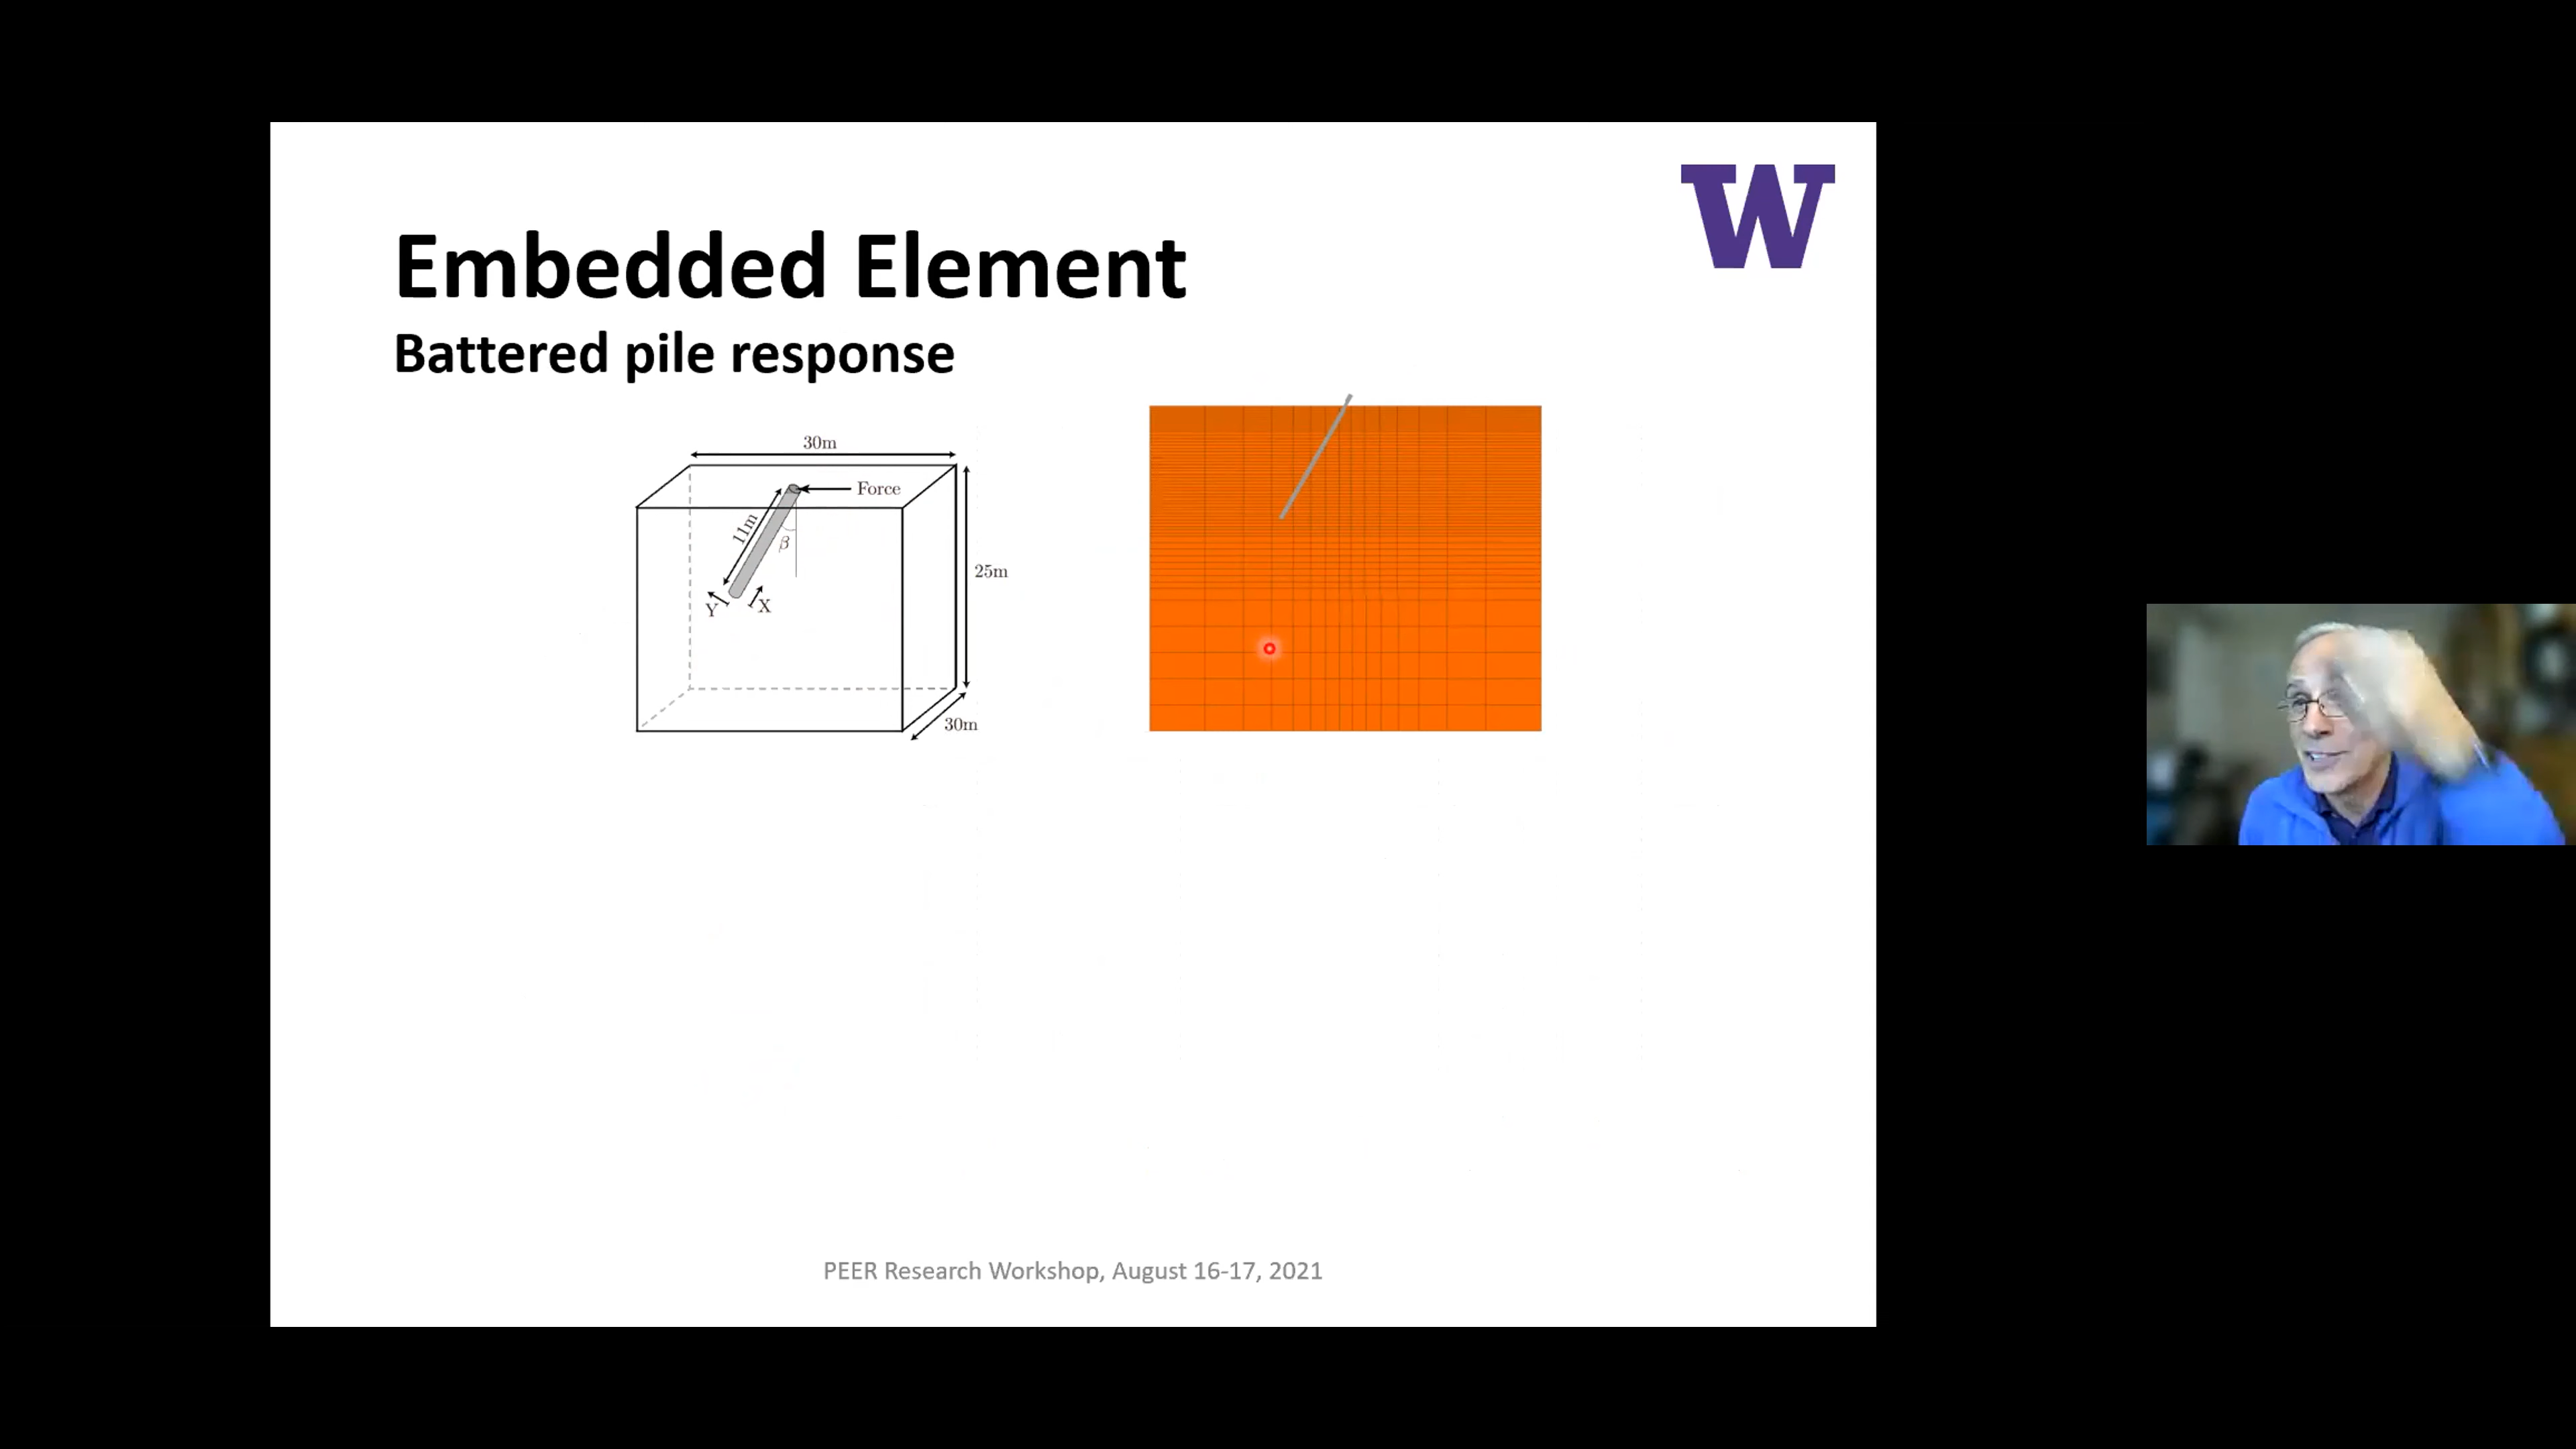 W
Embedded Element
Battered pile response
30m
Force
11m
β
25m
Y
X
30m
PEER Research Workshop, August 16-17, 2021